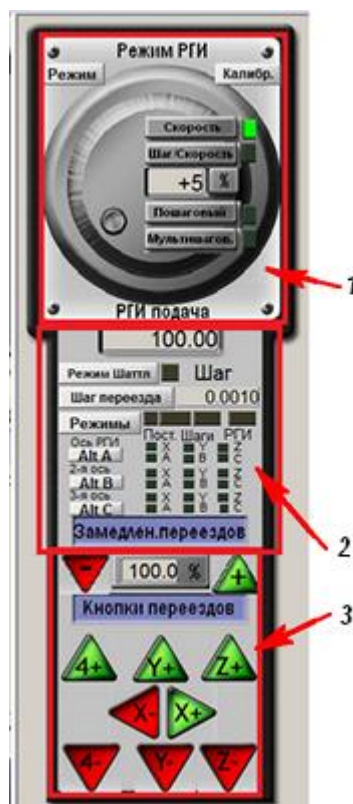 Режим РГИ
Режим Калибр.
Скорость
Шаг/Скорость
+5 %
Пошаговый
Мультишагов.
1
РГИ подача
100.00
Режим Шаттл Шаг
Шаг переезда 0.0010
Режимы
Ось РГИ Пост. Шаги РГИ
Alt A X Y Z
A B C
2-я ось
Alt B X Y Z
A B C
3-я ось
Alt C X Y Z
A B C
2
Замедлен.переездов
- 100.0 % +
3
Кнопки переездов
4+ Y+ Z+
X- X+
4- Y- Z-